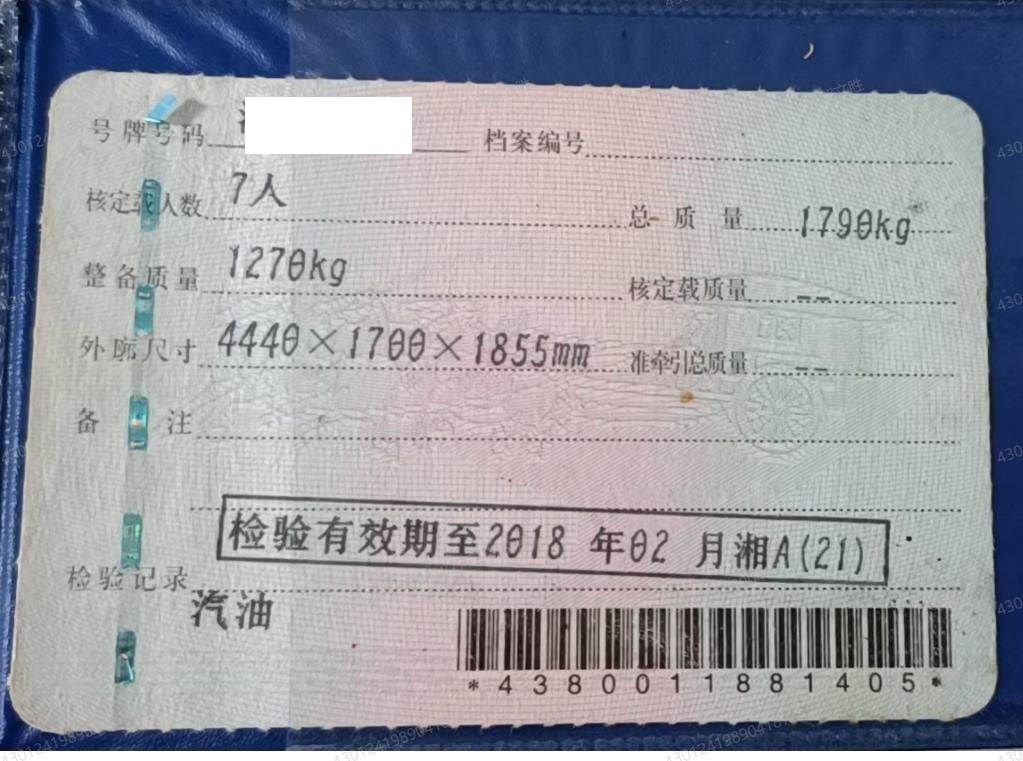 号牌号码
档案编号
核定载人数 7人
总质量 1790kg
整备质量 1270kg
核定载质量 --
外廓尺寸 4440×1700×1855mm
准牵引总质量 --
备注
检验有效期至2018年02月湘A(21)
检验记录
汽油
*4380011881405*